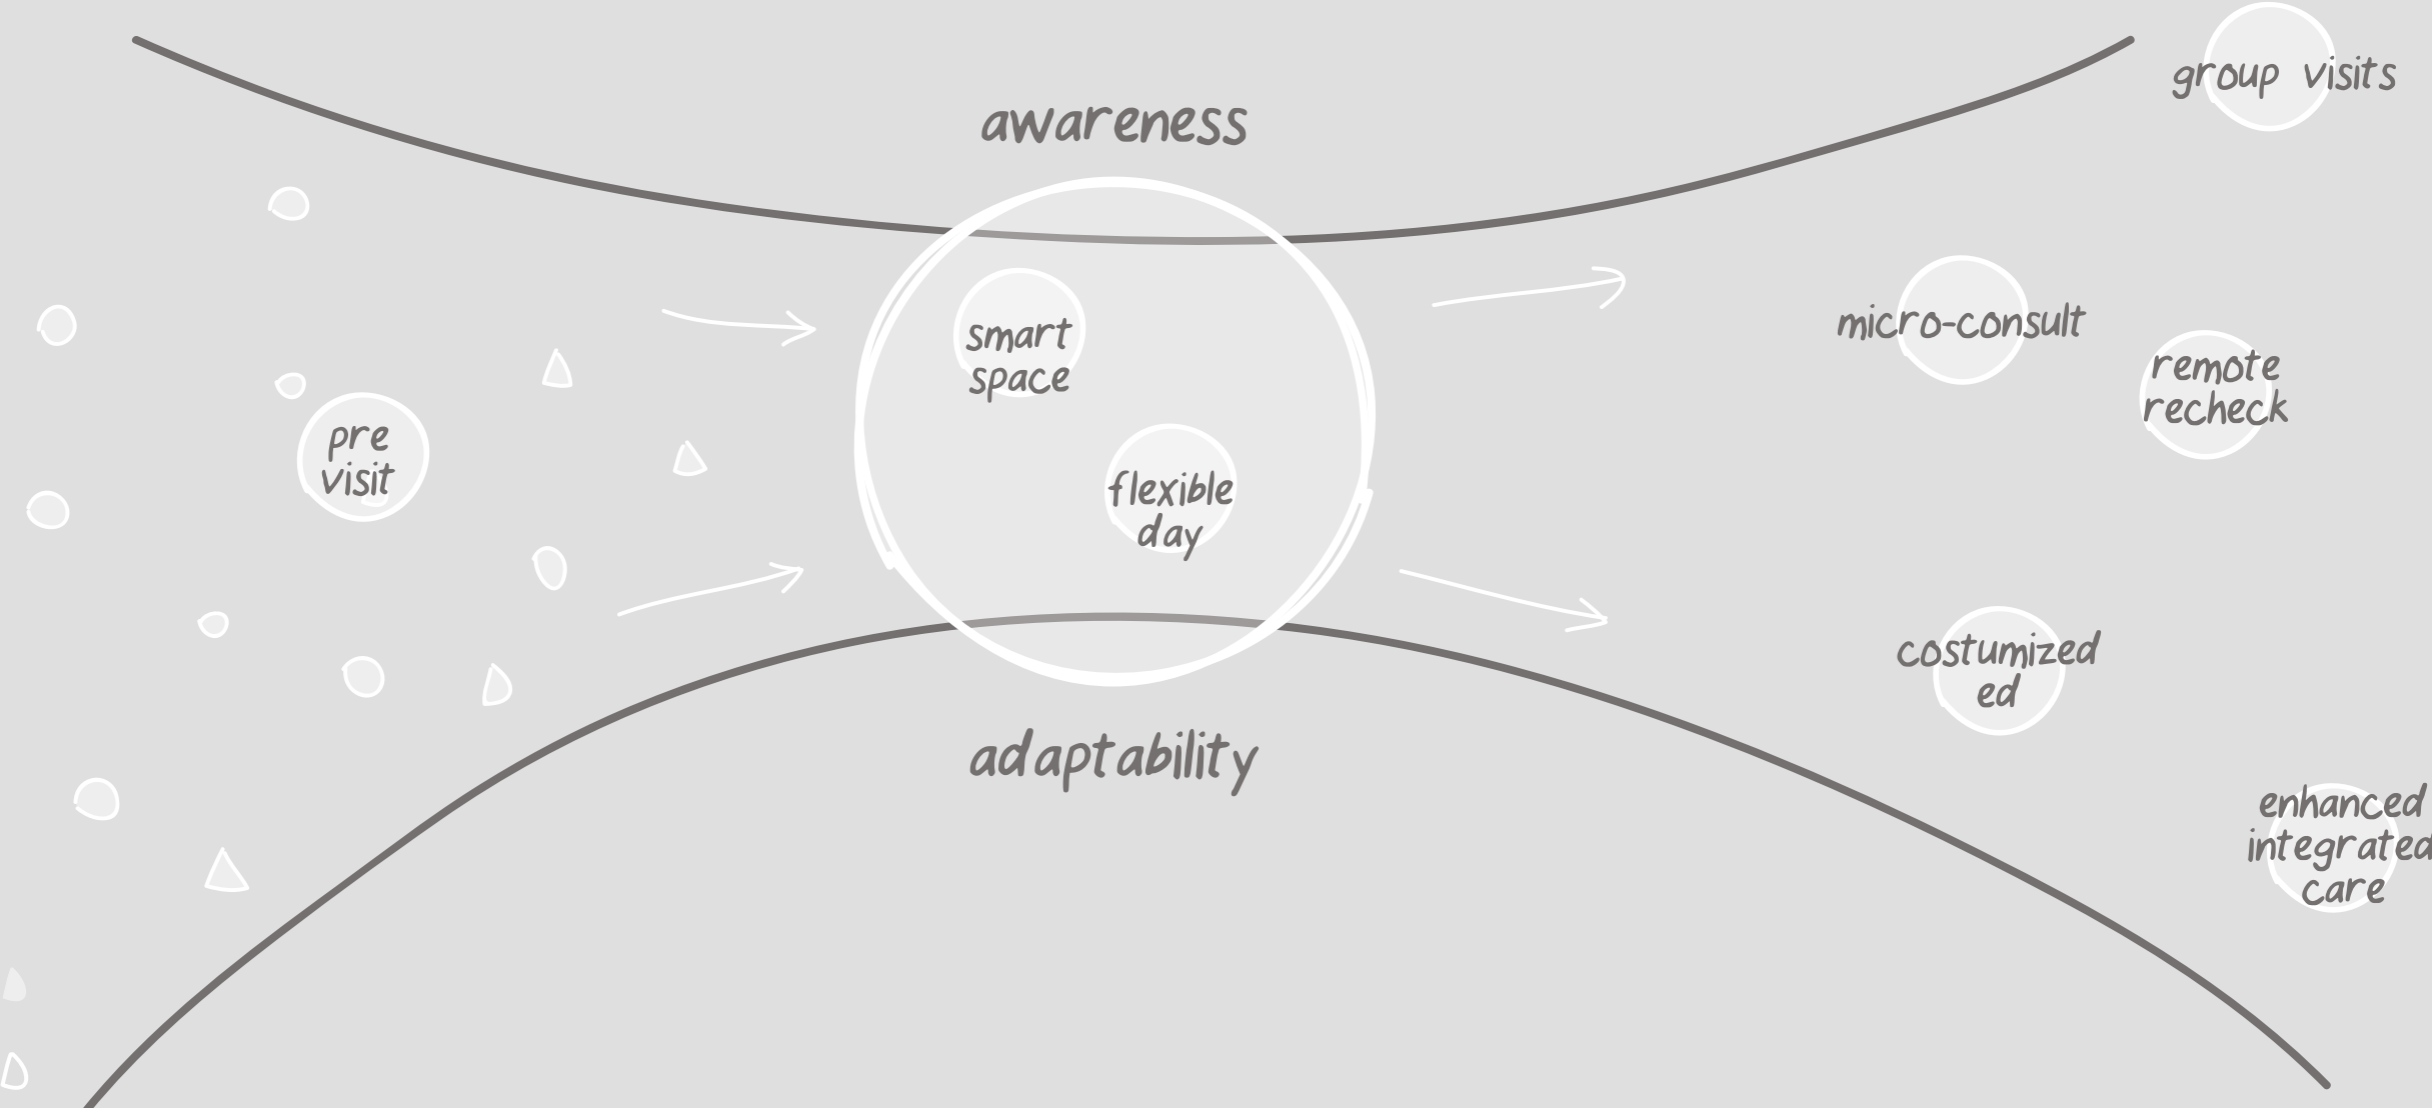 group visits
awareness
smart
space
micro-consult
remote
recheck
pre
visit
flexible
day
costumized
ed
adaptability
enhanced
integrated
care